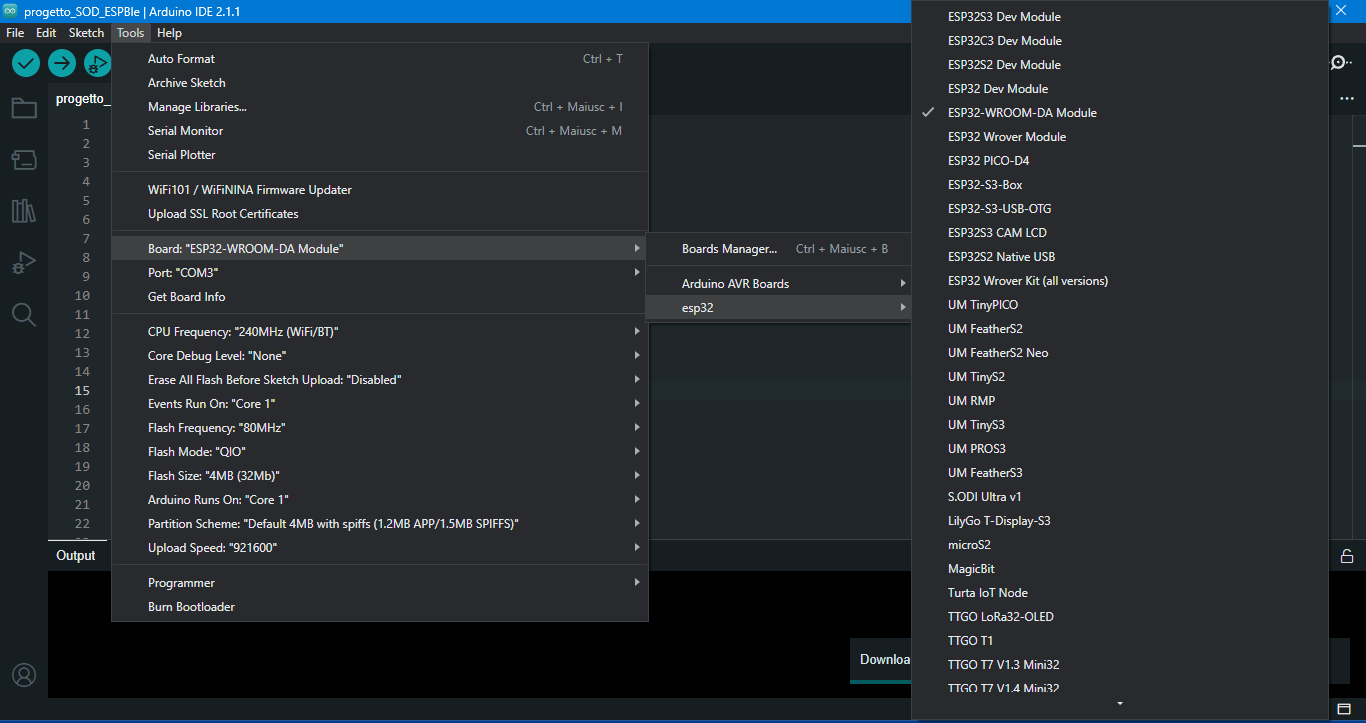 progetto_SOD_ESPBle | Arduino IDE 2.1.1
File Edit Sketch Tools Help
progetto_
1
2
3
4
5
6
7
8
9
10
11
12
13
14
15
16
17
18
19
20
21
22
Output
Auto Format Ctrl + T
Archive Sketch
Manage Libraries... Ctrl + Maiusc + I
Serial Monitor Ctrl + Maiusc + M
Serial Plotter
WiFi101 / WiFiNINA Firmware Updater
Upload SSL Root Certificates
Board: "ESP32-WROOM-DA Module"
Port: "COM3"
Get Board Info
CPU Frequency: "240MHz (WiFi/BT)"
Core Debug Level: "None"
Erase All Flash Before Sketch Upload: "Disabled"
Events Run On: "Core 1"
Flash Frequency: "80MHz"
Flash Mode: "QIO"
Flash Size: "4MB (32Mb)"
Arduino Runs On: "Core 1"
Partition Scheme: "Default 4MB with spiffs (1.2MB APP/1.5MB SPIFFS)"
Upload Speed: "921600"
Programmer
Burn Bootloader
Boards Manager... Ctrl + Maiusc + B
Arduino AVR Boards
esp32
ESP32S3 Dev Module
ESP32C3 Dev Module
ESP32S2 Dev Module
ESP32 Dev Module
ESP32-WROOM-DA Module
ESP32 Wrover Module
ESP32 PICO-D4
ESP32-S3-Box
ESP32-S3-USB-OTG
ESP32S3 CAM LCD
ESP32S2 Native USB
ESP32 Wrover Kit (all versions)
UM TinyPICO
UM FeatherS2
UM FeatherS2 Neo
UM TinyS2
UM RMP
UM TinyS3
UM PROS3
UM FeatherS3
S.ODI Ultra v1
LilyGo T-Display-S3
microS2
MagicBit
Turta IoT Node
TTGO LoRa32-OLED
TTGO T1
TTGO T7 V1.3 Mini32
TTGO T7 V1.4 Mini32
Downloa